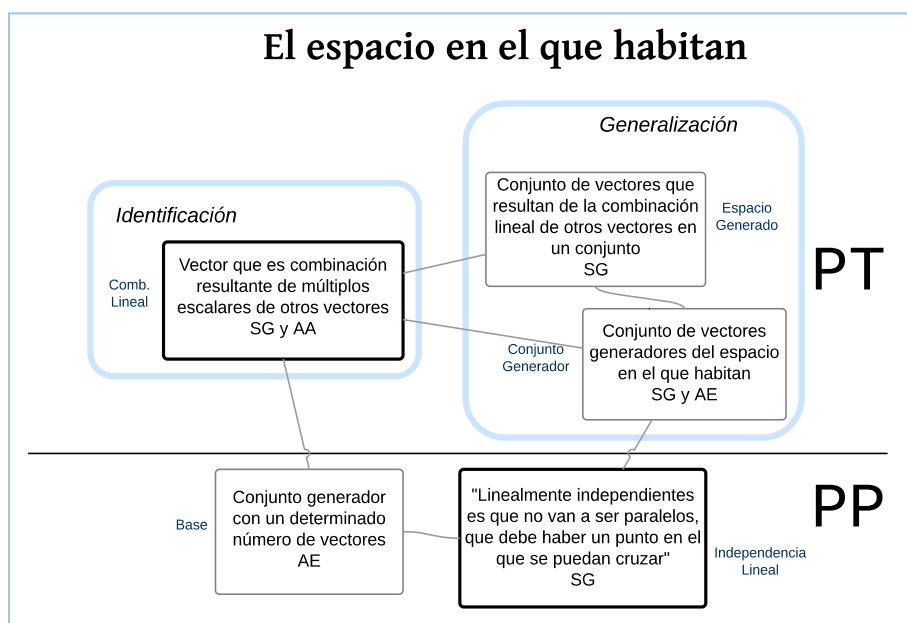 El espacio en el que habitan
Generalización
Conjunto de vectores que
resultan de la combinación
lineal de otros vectores en
un conjunto
SG
Espacio
Generado
Identificación
Comb.
Lineal
Vector que es combinación
resultante de múltiplos
escalares de otros vectores
SG y AA
PT
Conjunto
Generador
Conjunto de vectores
generadores del espacio
en el que habitan
SG y AE
Base
Conjunto generador
con un determinado
número de vectores
AE
"Linealmente independientes
es que no van a ser paralelos,
que debe haber un punto en el
que se puedan cruzar"
SG
PP
Independencia
Lineal